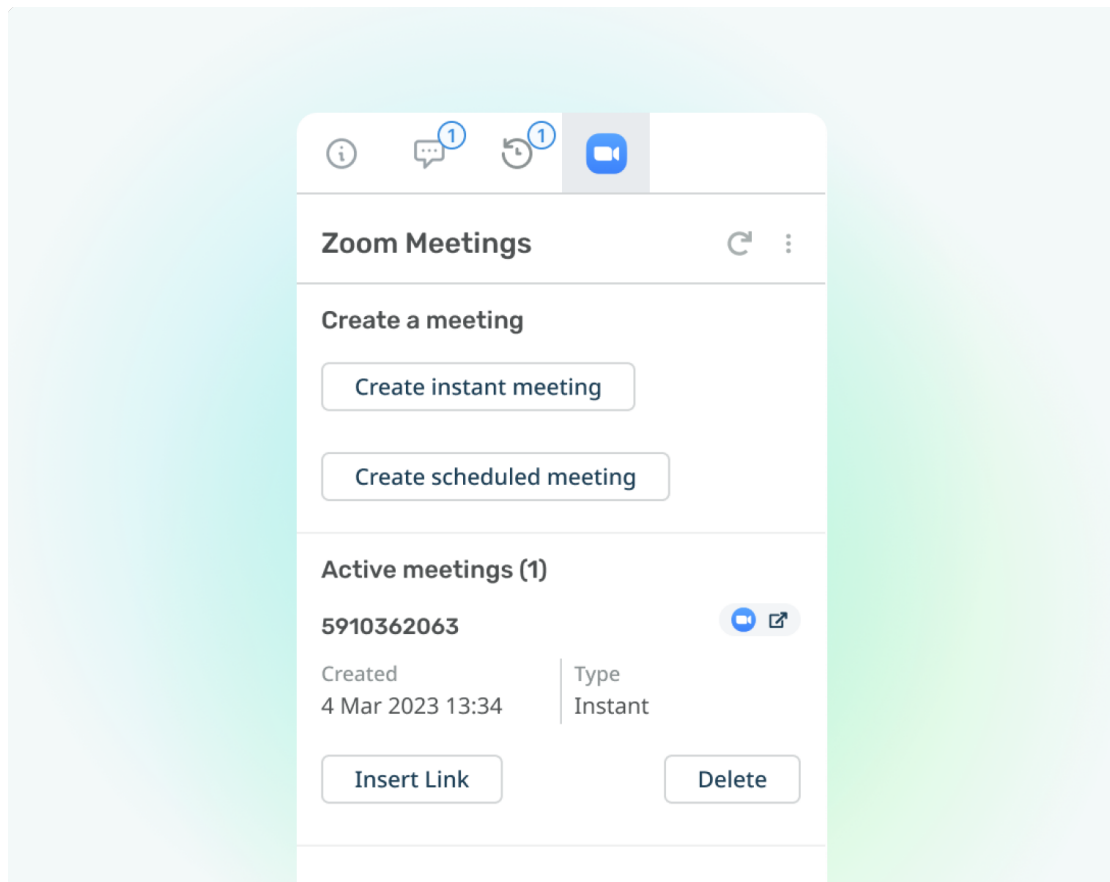 1
1
Zoom Meetings
Create a meeting
Create instant meeting
Create scheduled meeting
Active meetings (1)
5910362063
Created
Type
4 Mar 2023 13:34
Instant
Insert Link
Delete